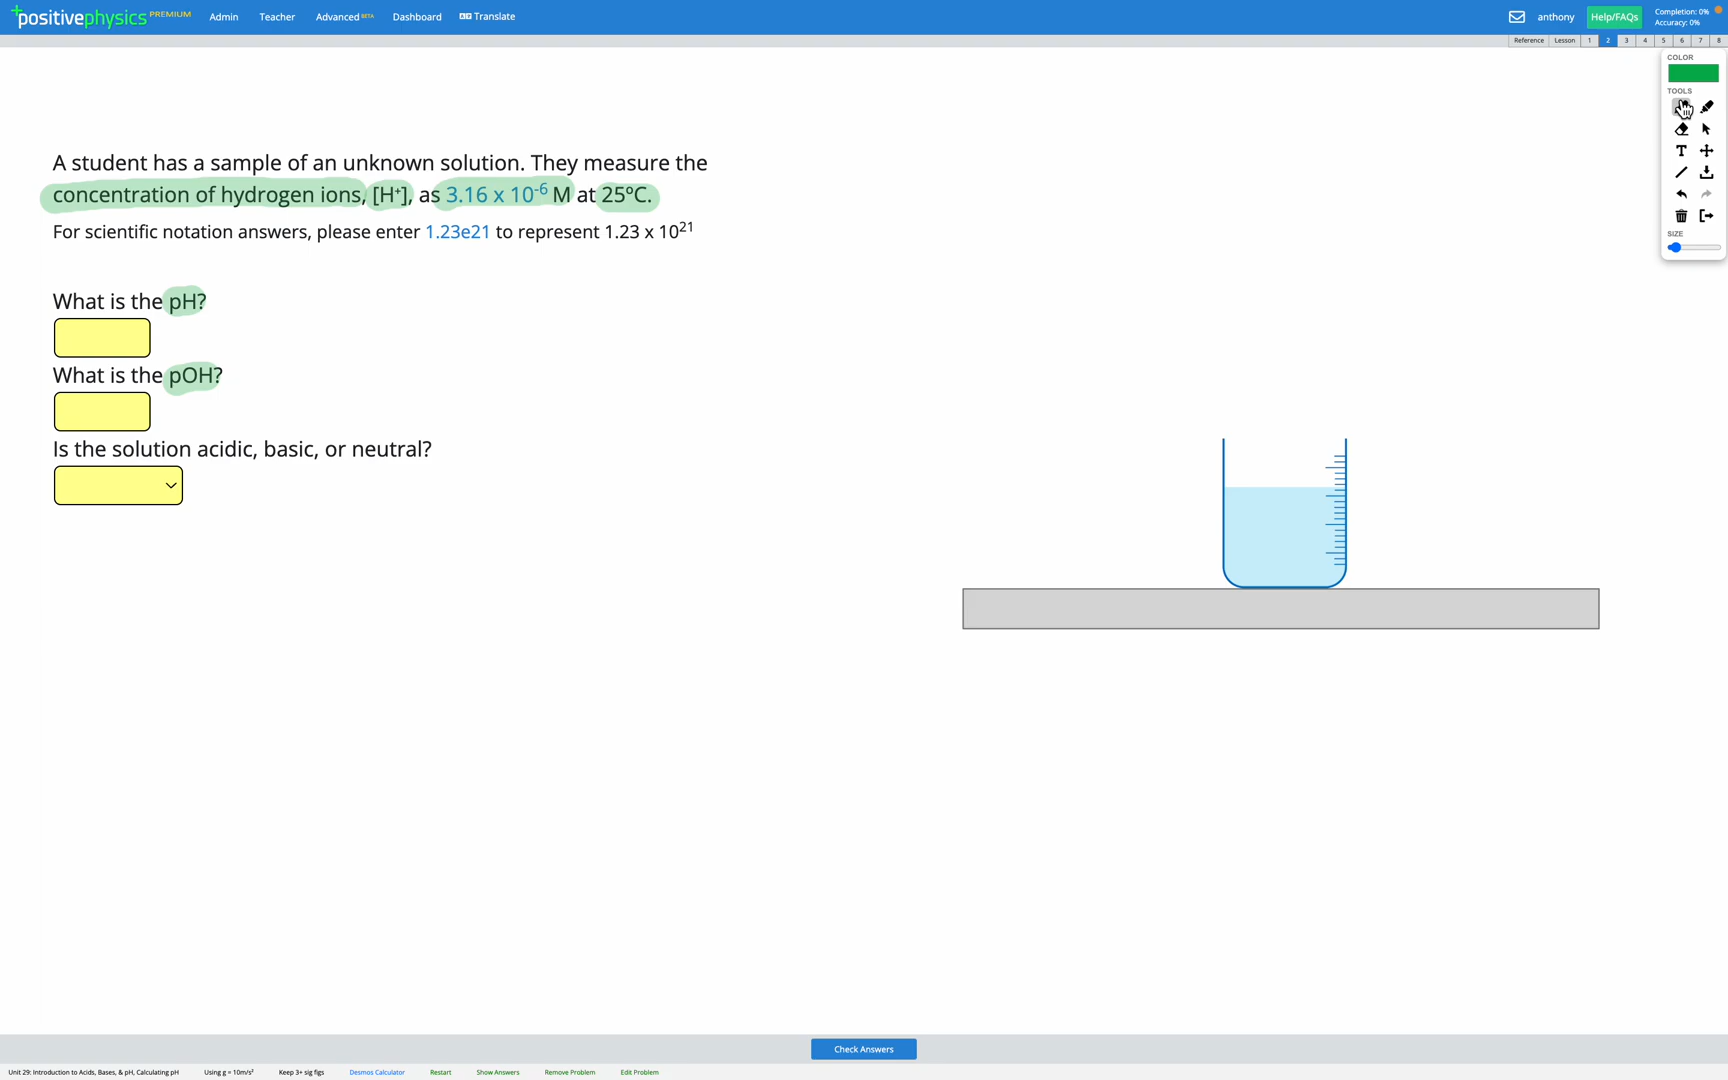 +positivephysics PREMIUM Admin Teacher Advanced BETA Dashboard Translate anthony Help/FAQs Completion: 0%
Accuracy: 0%
Reference Lesson 1 2 3 4 5 6 7 8
COLOR
TOOLS
T
SIZE
A student has a sample of an unknown solution. They measure the
concentration of hydrogen ions, [H⁺], as 3.16 x 10⁻⁶ M at 25ºC.
For scientific notation answers, please enter 1.23e21 to represent 1.23 x 10²¹
What is the pH?
What is the pOH?
Is the solution acidic, basic, or neutral?
Check Answers
Unit 29: Introduction to Acids, Bases, & pH, Calculating pH Using g = 10m/s² Keep 3+ sig figs Desmos Calculator Restart Show Answers Remove Problem Edit Problem